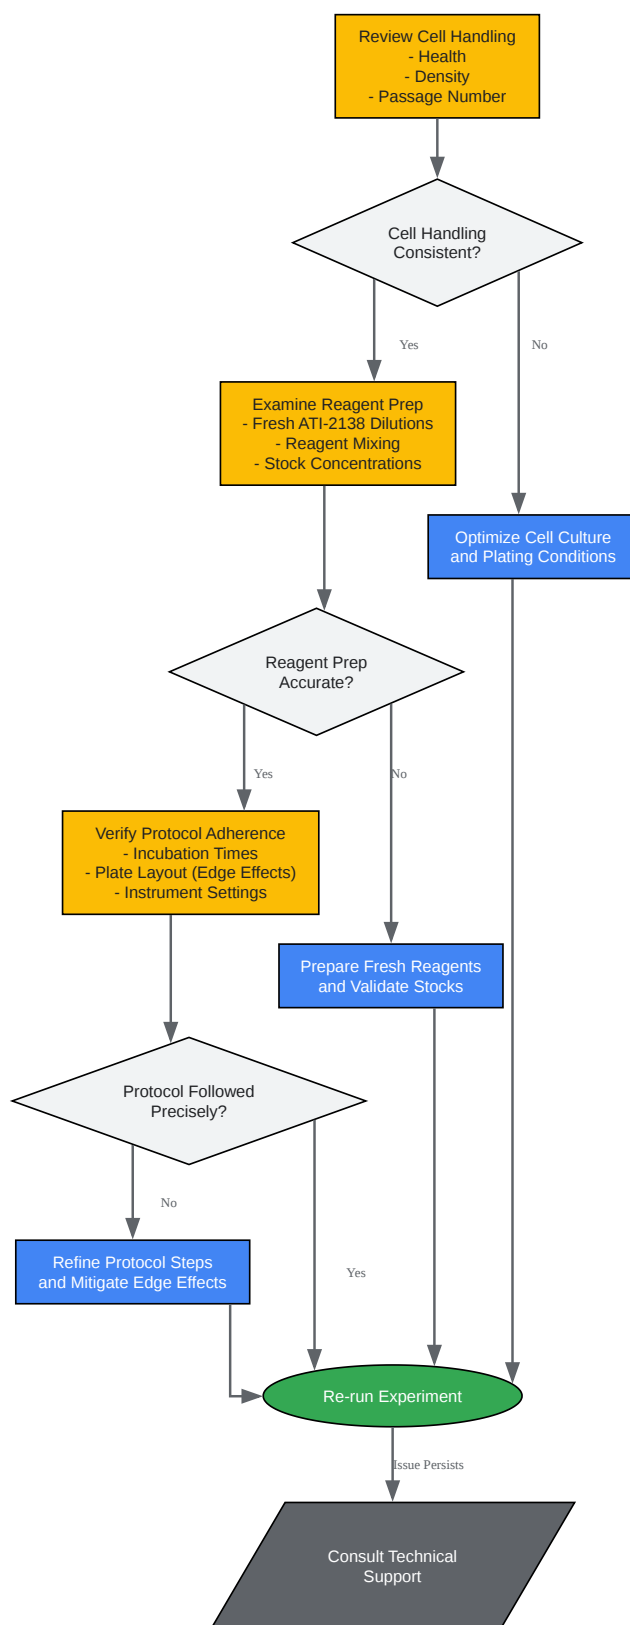 Review Cell Handling
- Health
- Density
- Passage Number
Cell Handling
Consistent?
Yes
No
Examine Reagent Prep
- Fresh ATI-2138 Dilutions
- Reagent Mixing
- Stock Concentrations
Optimize Cell Culture
and Plating Conditions
Reagent Prep
Accurate?
Yes
No
Verify Protocol Adherence
- Incubation Times
- Plate Layout (Edge Effects)
- Instrument Settings
Prepare Fresh Reagents
and Validate Stocks
Protocol Followed
Precisely?
No
Refine Protocol Steps
and Mitigate Edge Effects
Yes
Re-run Experiment
Issue Persists
Consult Technical
Support